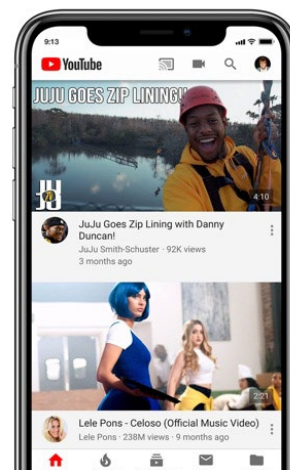 9:13
YouTube
JUJU GOES ZIP LINING!!
JU
4:10
JuJu Goes Zip Lining with Danny
Duncan!
JuJu Smith-Schuster · 92K views
3 months ago
2:21
Lele Pons - Celoso (Official Music Video)
Lele Pons · 238M views · 9 months ago